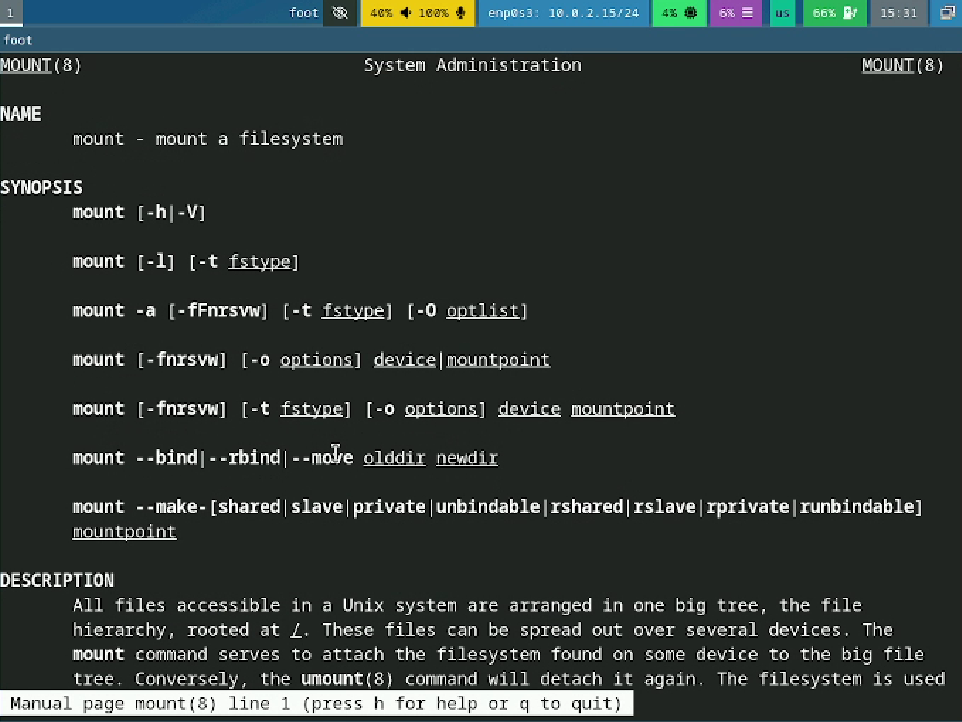 1 foot 40% 100% enp0s3: 10.0.2.15/24 4% 6% us 66% 15:31
foot
MOUNT(8) System Administration MOUNT(8)
NAME
mount - mount a filesystem
SYNOPSIS
mount [-h|-V]
mount [-l] [-t fstype]
mount -a [-fFnrsvw] [-t fstype] [-O optlist]
mount [-fnrsvw] [-o options] device|mountpoint
mount [-fnrsvw] [-t fstype] [-o options] device mountpoint
mount --bind|--rbind|--move olddir newdir
mount --make-[shared|slave|private|unbindable|rshared|rslave|rprivate|runbindable]
mountpoint
DESCRIPTION
All files accessible in a Unix system are arranged in one big tree, the file
hierarchy, rooted at /. These files can be spread out over several devices. The
mount command serves to attach the filesystem found on some device to the big file
tree. Conversely, the umount(8) command will detach it again. The filesystem is used
Manual page mount(8) line 1 (press h for help or q to quit)